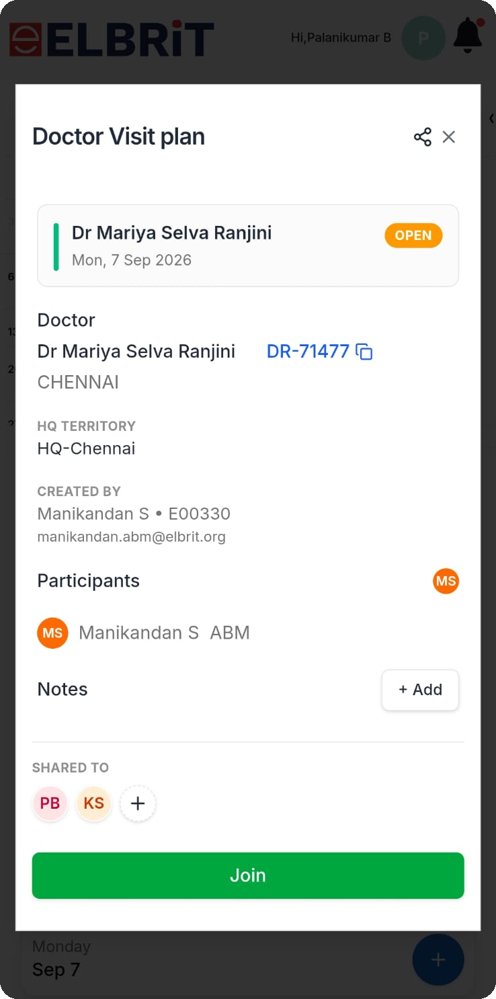 ELBRiT
Hi,Palanikumar B
P
Doctor Visit plan
Dr Mariya Selva Ranjini
OPEN
Mon, 7 Sep 2026
Doctor
Dr Mariya Selva Ranjini DR-71477
CHENNAI
HQ TERRITORY
HQ-Chennai
CREATED BY
Manikandan S • E00330
manikandan.abm@elbrit.org
Participants
MS
MS Manikandan S ABM
Notes
+ Add
SHARED TO
PB KS +
Join
Monday
Sep 7
+